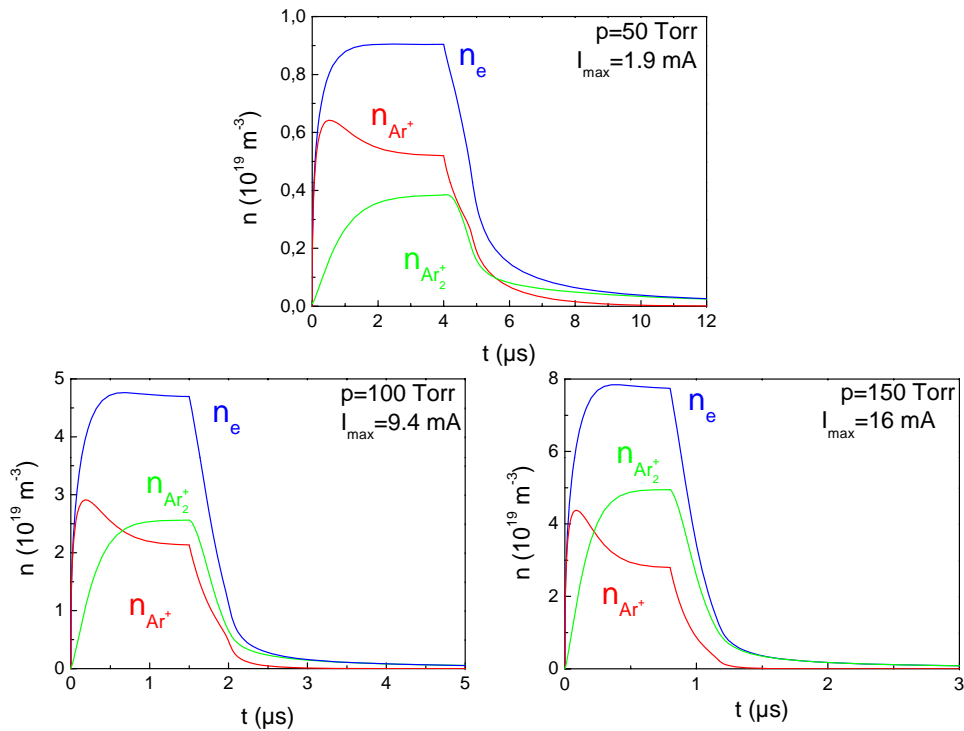 1,0
0,8
0,6
0,4
0,2
0,0
n (10^19 m^-3)
p=50 Torr
I_max=1.9 mA
n_e
n_Ar^+
n_Ar_2^+
0 2 4 6 8 10 12
t (µs)
5
4
3
2
1
0
n (10^19 m^-3)
p=100 Torr
I_max=9.4 mA
n_e
n_Ar_2^+
n_Ar^+
0 1 2 3 4 5
t (µs)
8
6
4
2
0
n (10^19 m^-3)
p=150 Torr
I_max=16 mA
n_e
n_Ar_2^+
n_Ar^+
0 1 2 3
t (µs)